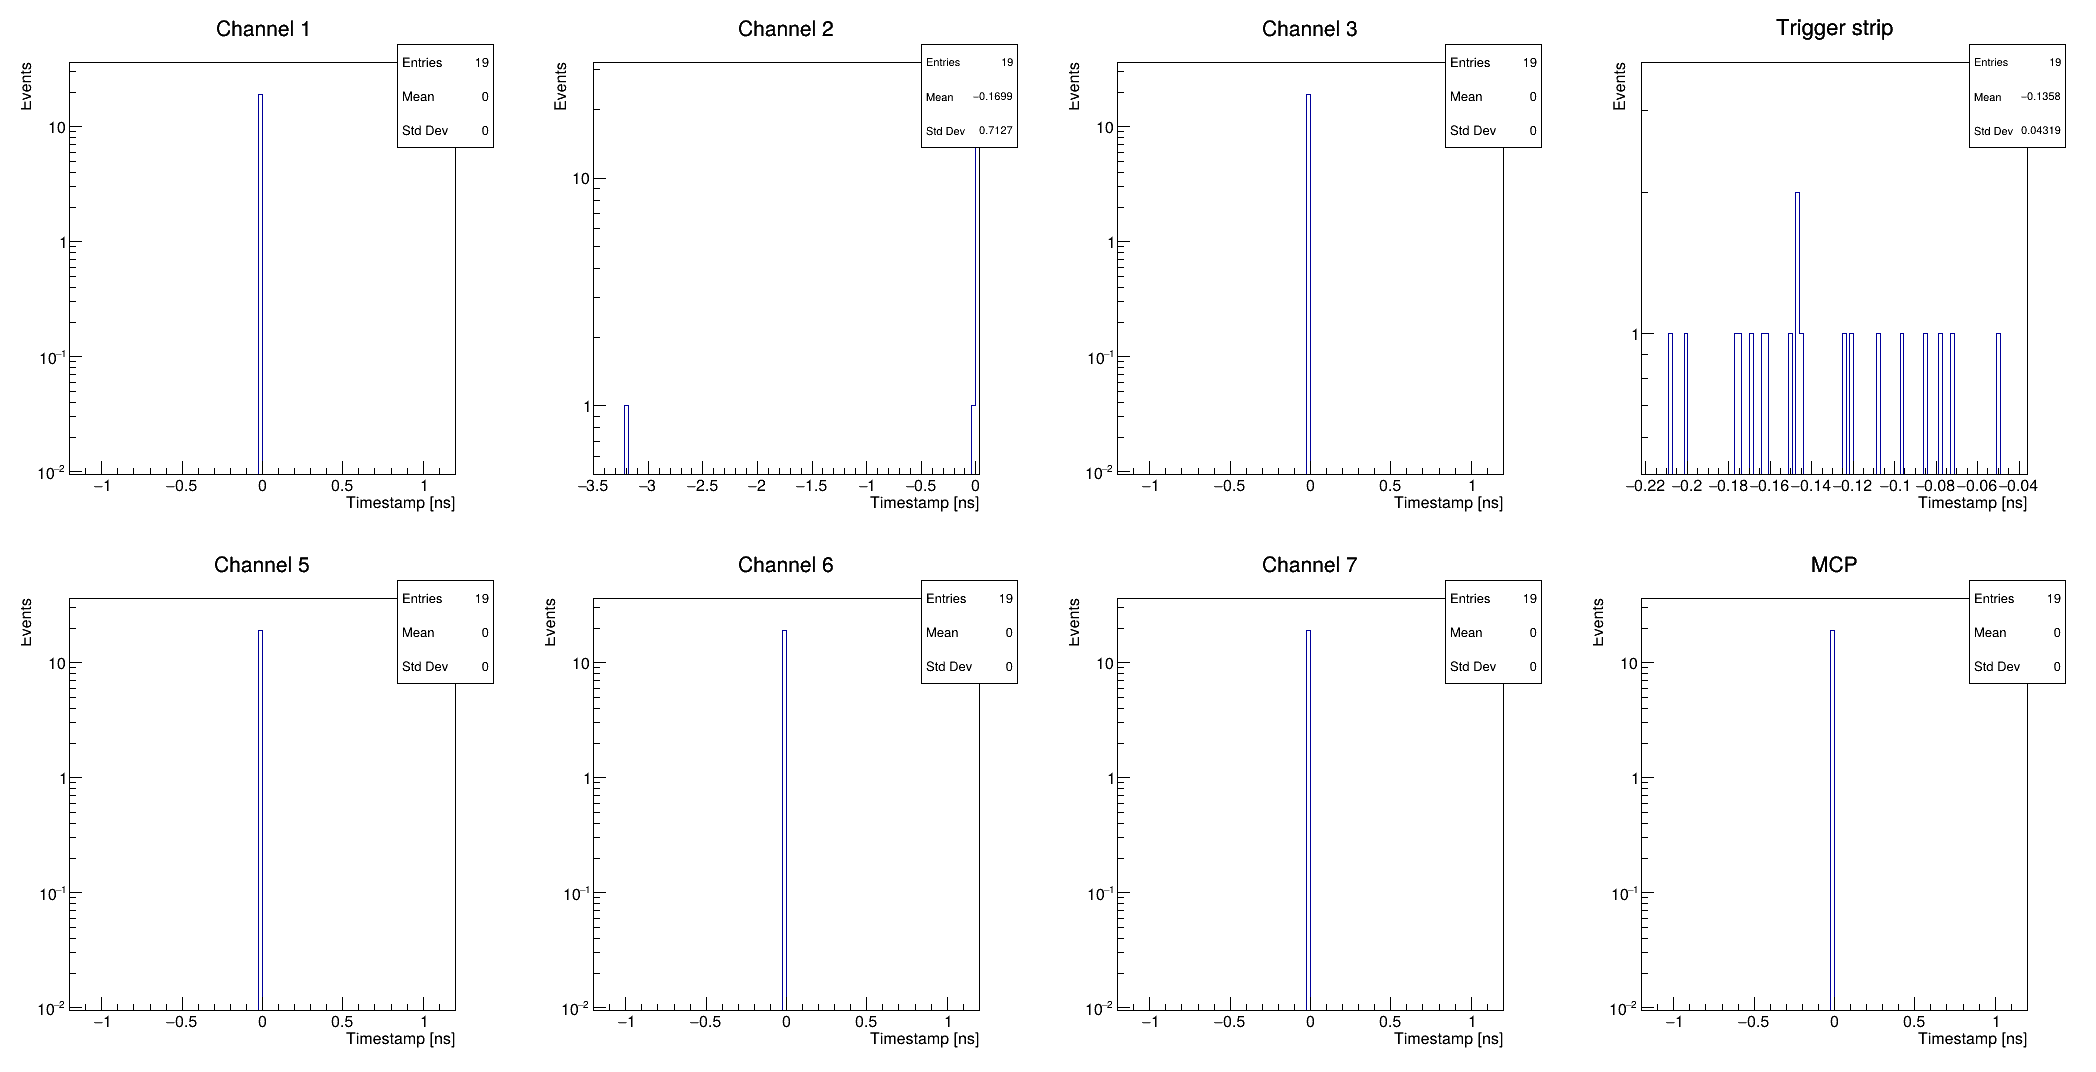 Channel 1
Events
Entries 19
Mean 0
Std Dev 0
10
1
10⁻¹
10⁻²
−1 −0.5 0 0.5 1
Timestamp [ns]
Channel 2
Events
Entries 19
Mean −0.1699
Std Dev 0.7127
10
1
−3.5 −3 −2.5 −2 −1.5 −1 −0.5 0
Timestamp [ns]
Channel 3
Events
Entries 19
Mean 0
Std Dev 0
10
1
10⁻¹
10⁻²
−1 −0.5 0 0.5 1
Timestamp [ns]
Trigger strip
Events
Entries 19
Mean −0.1358
Std Dev 0.04319
1
−0.22 −0.2 −0.18 −0.16 −0.14 −0.12 −0.1 −0.08 −0.06 −0.04
Timestamp [ns]
Channel 5
Events
Entries 19
Mean 0
Std Dev 0
10
1
10⁻¹
10⁻²
−1 −0.5 0 0.5 1
Timestamp [ns]
Channel 6
Events
Entries 19
Mean 0
Std Dev 0
10
1
10⁻¹
10⁻²
−1 −0.5 0 0.5 1
Timestamp [ns]
Channel 7
Events
Entries 19
Mean 0
Std Dev 0
10
1
10⁻¹
10⁻²
−1 −0.5 0 0.5 1
Timestamp [ns]
MCP
Events
Entries 19
Mean 0
Std Dev 0
10
1
10⁻¹
10⁻²
−1 −0.5 0 0.5 1
Timestamp [ns]